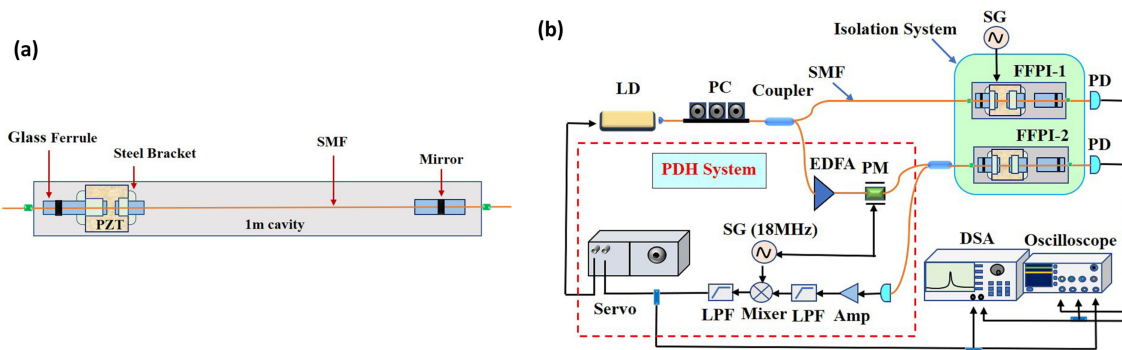 (a)
Glass Ferrule
Steel Bracket
SMF
Mirror
PZT
1m cavity
(b)
SG
Isolation System
FFPI-1
PD
SMF
LD
PC
Coupler
FFPI-2
PD
PDH System
EDFA
PM
SG (18MHz)
DSA
Oscilloscope
Servo
LPF
Mixer
LPF
Amp